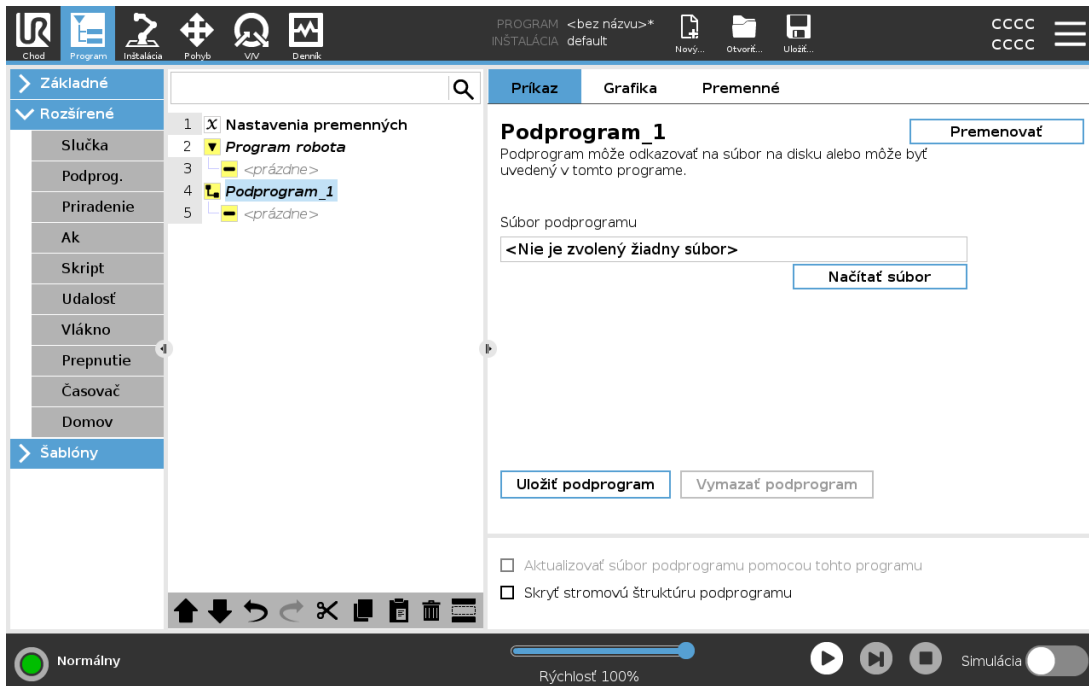 UR
Chod
Program
Inštalácia
Pohyb
V/V
Denník
PROGRAM <bez názvu>*
INŠTALÁCIA default
Nový...
Otvoriť...
Uložiť...
CCCC
CCCC
Základné
Rozšírené
Slučka
Podprog.
Priradenie
Ak
Skript
Udalosť
Vlákno
Prepnutie
Časovač
Domov
Šablóny
1 X Nastavenia premenných
2 Program robota
3 <prázdne>
4 Podprogram_1
5 <prázdne>
Príkaz
Grafika
Premenné
Podprogram_1
Premenovať
Podprogram môže odkazovať na súbor na disku alebo môže byť
uvedený v tomto programe.
Súbor podprogramu
<Nie je zvolený žiadny súbor>
Načítať súbor
Uložiť podprogram
Vymazať podprogram
Aktualizovať súbor podprogramu pomocou tohto programu
Skryť stromovú štruktúru podprogramu
Normálny
Rýchlosť 100%
Simulácia